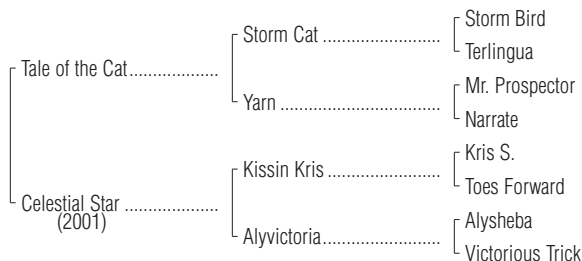 Storm Bird
Storm Cat ........................
Terlingua
Tale of the Cat..................
Mr. Prospector
Yarn .................................
Narrate
Kris S.
Kissin Kris .......................
Toes Forward
Celestial Star ...................
(2001)
Alysheba
Alyvictoria........................
Victorious Trick